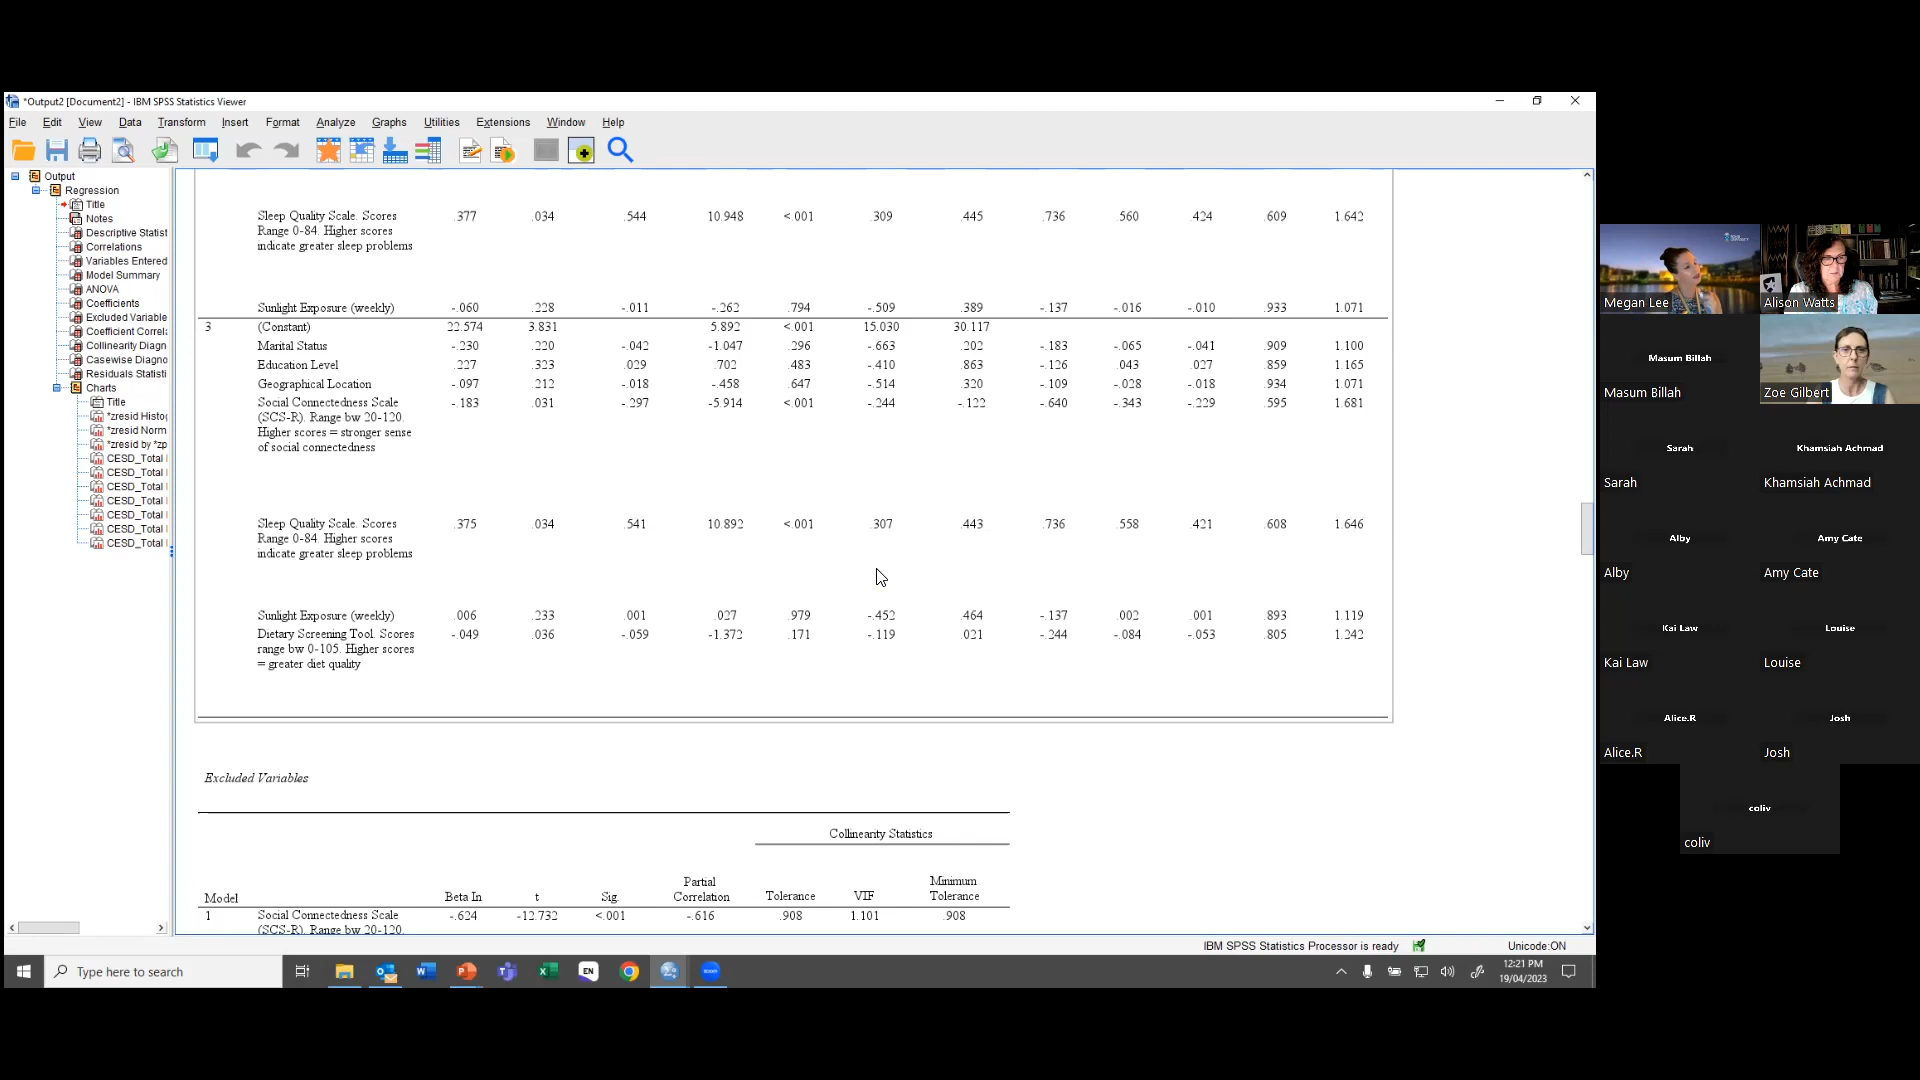 *Output2 [Document2] - IBM SPSS Statistics Viewer
File Edit View Data Transform Insert Format Analyze Graphs Utilities Extensions Window Help
Output
Regression
Title
Notes
Descriptive Statist
Correlations
Variables Entered
Model Summary
ANOVA
Coefficients
Excluded Variable
Coefficient Correl
Collinearity Diagn
Casewise Diagno
Residuals Statisti
Charts
Title
*zresid Histo
*zresid Norm
*zresid by *zp
CESD_Total
CESD_Total
CESD_Total
CESD_Total
CESD_Total
CESD_Total
CESD_Total
Sleep Quality Scale. Scores .377 .034 .544 10.948 <.001 .309 .445 .736 .560 .424 .609 1.642
Range 0-84. Higher scores
indicate greater sleep problems
Sunlight Exposure (weekly) -.060 .228 -.011 -.262 .794 -.509 .389 -.137 -.016 -.010 .933 1.071
3 (Constant) 22.574 3.831 5.892 <.001 15.030 30.117
Marital Status -.230 .220 -.042 -1.047 .296 -.663 .202 -.183 -.065 -.041 .909 1.100
Education Level .227 .323 .029 .702 .483 -.410 .863 -.126 .043 .027 .859 1.165
Geographical Location -.097 .212 -.018 -.458 .647 -.514 .320 -.109 -.028 -.018 .934 1.071
Social Connectedness Scale -.183 .031 -.297 -5.914 <.001 -.244 -.122 -.640 -.343 -.229 .595 1.681
(SCS-R). Range bw 20-120.
Higher scores = stronger sense
of social connectedness
Sleep Quality Scale. Scores .375 .034 .541 10.892 <.001 .307 .443 .736 .558 .421 .608 1.646
Range 0-84. Higher scores
indicate greater sleep problems
Sunlight Exposure (weekly) .006 .233 .001 .027 .979 -.452 .464 -.137 .002 .001 .893 1.119
Dietary Screening Tool. Scores -.049 .036 -.059 -1.372 .171 -.119 .021 -.244 -.084 -.053 .805 1.242
range bw 0-105. Higher scores
= greater diet quality
Excluded Variables
Collinearity Statistics
Model Beta In t Sig. Partial Correlation Tolerance VIF Minimum Tolerance
1 Social Connectedness Scale -.624 -12.732 <.001 -.616 .908 1.101 .908
(SCS-R). Range bw 20-120.
IBM SPSS Statistics Processor is ready Unicode:ON
Type here to search
EN
zoom
12:21 PM
19/04/2023
Megan Lee
Alison Watts
Masum Billah
Masum Billah
Zoe Gilbert
Sarah
Sarah
Khamsiah Achmad
Khamsiah Achmad
Alby
Alby
Amy Cate
Amy Cate
Kai Law
Kai Law
Louise
Louise
Alice.R
Alice.R
Josh
Josh
coliv
coliv